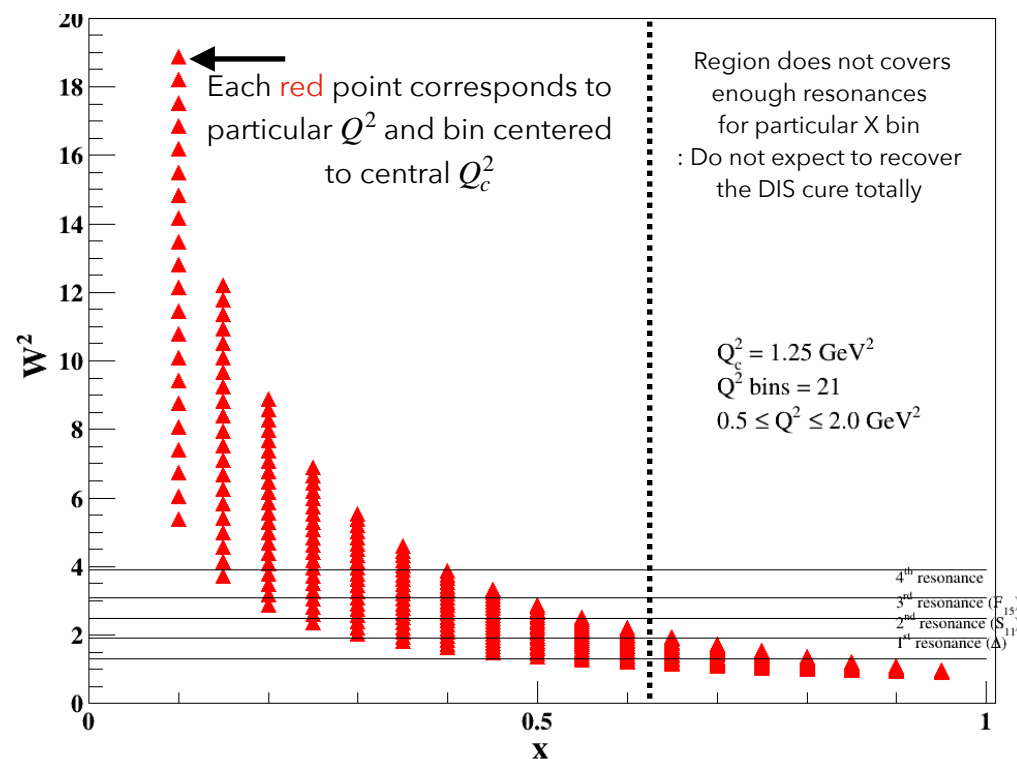 20
18
16
14
12
10
8
6
4
2
0
W²
Each red point corresponds to
particular Q² and bin centered
to central Q_c²
Region does not covers
enough resonances
for particular X bin
: Do not expect to recover
the DIS cure totally
Q_c² = 1.25 GeV²
Q² bins = 21
0.5 ≤ Q² ≤ 2.0 GeV²
4th resonance
3rd resonance (F₁₅)
2nd resonance (S₁₁)
1st resonance (Δ)
0
0.5
1
x